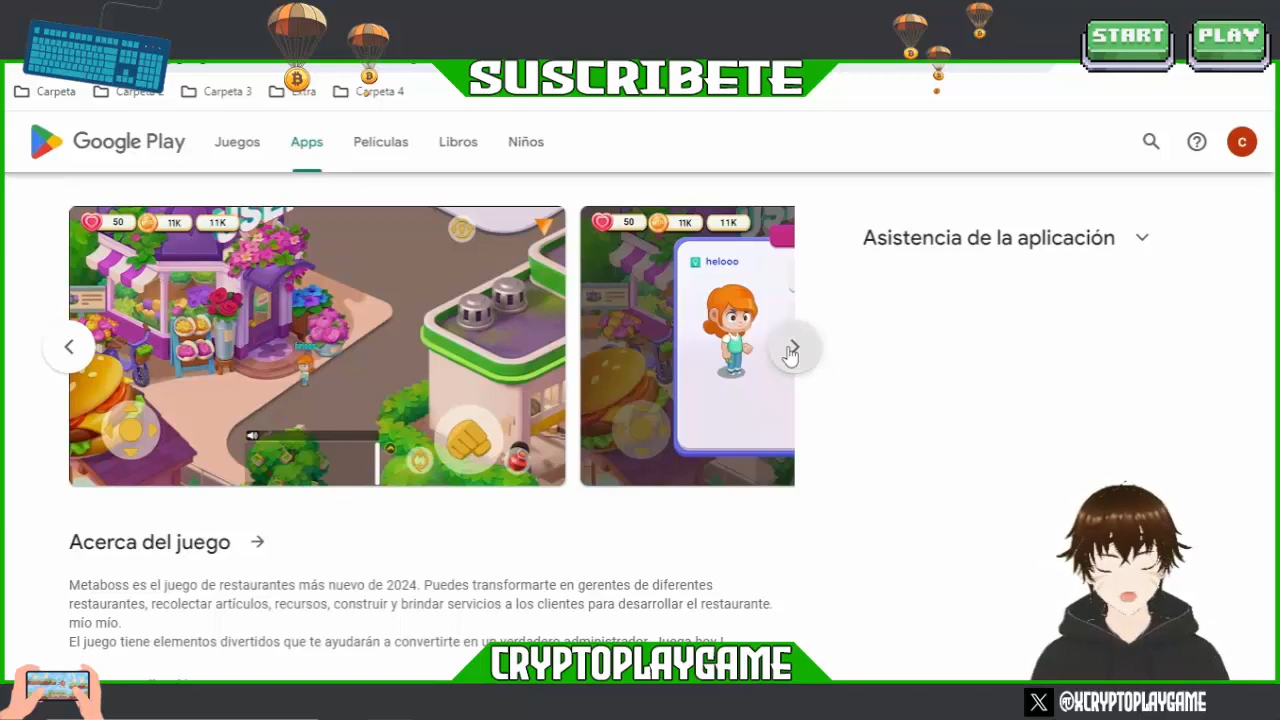 START
PLAY
SUSCRIBETE
Carpeta
Carpeta 2
Carpeta 3
Extra
Carpeta 4
Google Play
Juegos
Apps
Películas
Libros
Niños
C
50
11K
11K
50
11K
11K
helooo
Asistencia de la aplicación
Acerca del juego
Metaboss es el juego de restaurantes más nuevo de 2024. Puedes transformarte en gerentes de diferentes
restaurantes, recolectar artículos, recursos, construir y brindar servicios a los clientes para desarrollar el restaurante.
mío mío.
El juego tiene elementos divertidos que te ayudarán a convertirte en un verdadero administrador. Juega hoy !
CRYPTOPLAYGAME
X @XCRYPTOPLAYGAME